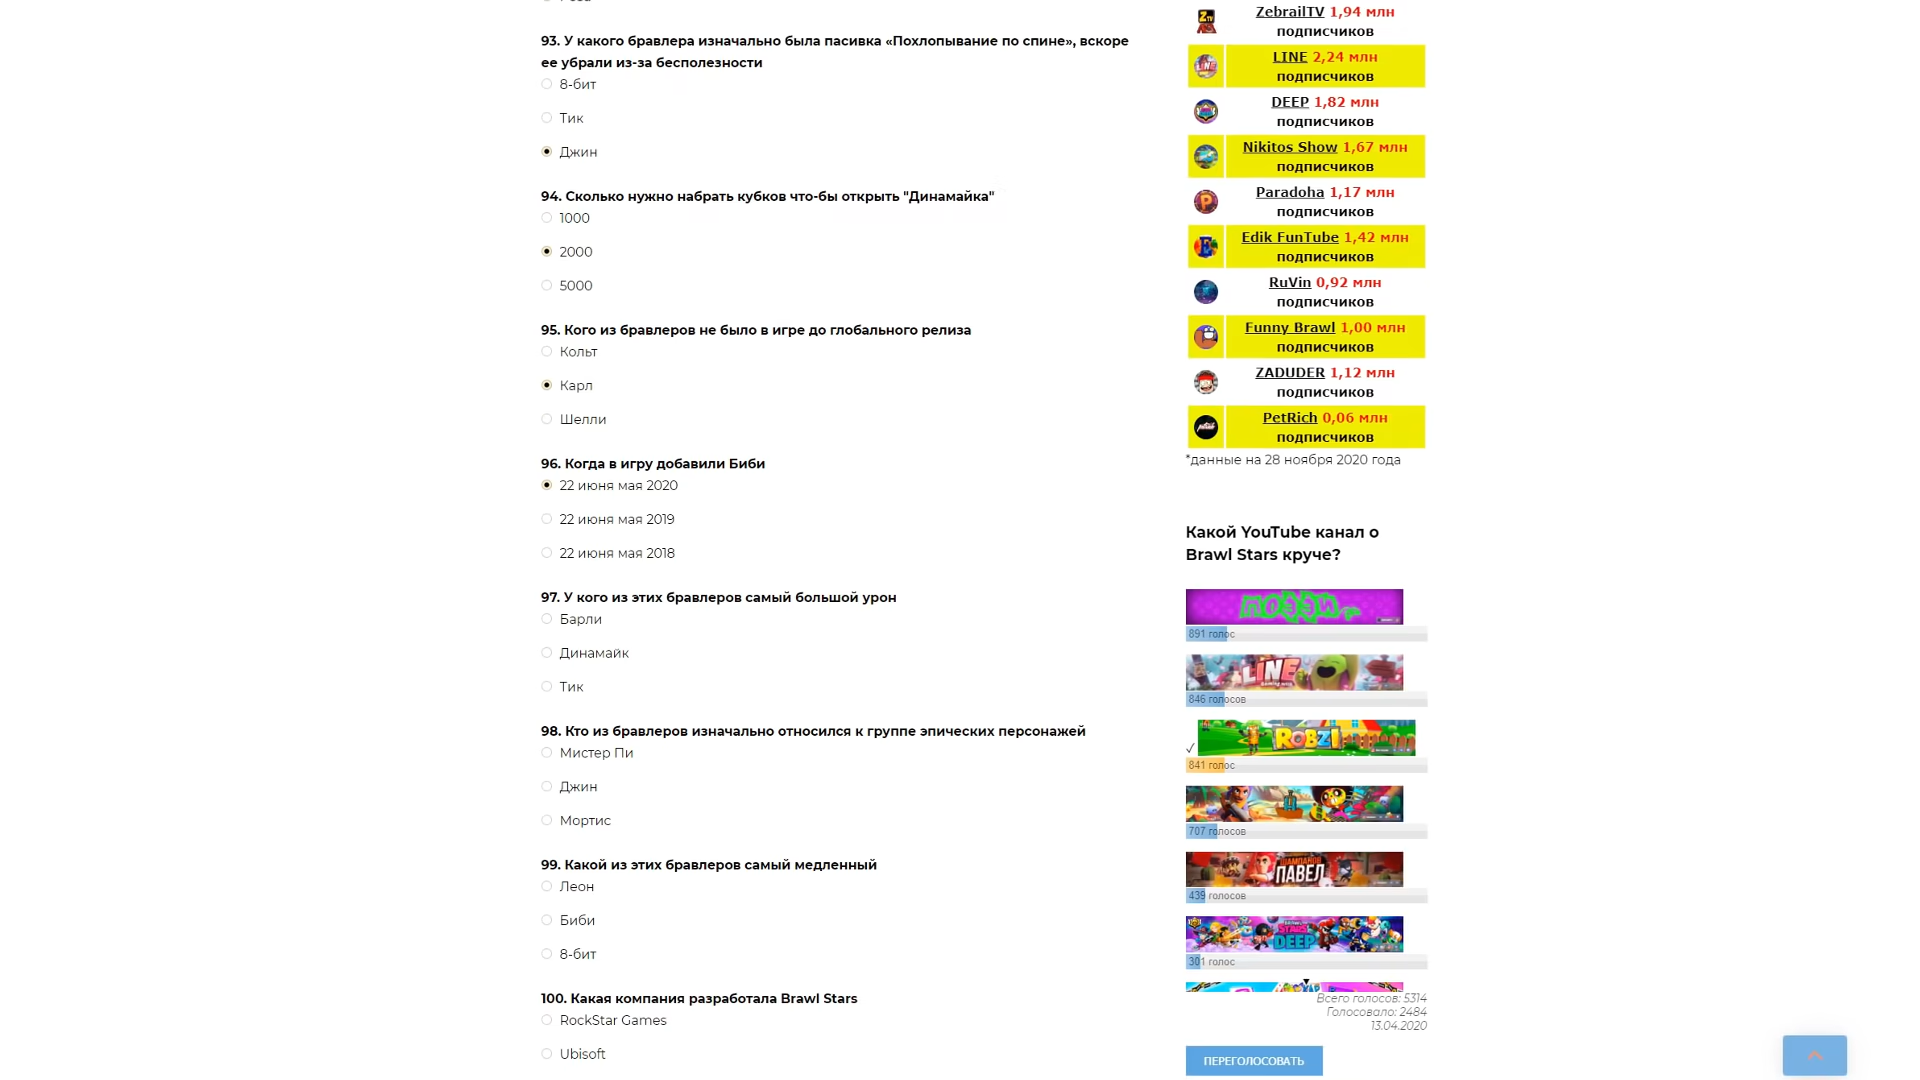 93. У какого бравлера изначально была пасивка «Похлопывание по спине», вскоре
ее убрали из-за бесполезности
8-бит
Тик
Джин
94. Сколько нужно набрать кубков что-бы открыть "Динамайка"
1000
2000
5000
95. Кого из бравлеров не было в игре до глобального релиза
Кольт
Карл
Шелли
96. Когда в игру добавили Биби
22 июня мая 2020
22 июня мая 2019
22 июня мая 2018
97. У кого из этих бравлеров самый большой урон
Барли
Динамайк
Тик
98. Кто из бравлеров изначально относился к группе эпических персонажей
Мистер Пи
Джин
Мортис
99. Какой из этих бравлеров самый медленный
Леон
Биби
8-бит
100. Какая компания разработала Brawl Stars
RockStar Games
Ubisoft
ZebrailTV 1,94 млн
подписчиков
LINE 2,24 млн
подписчиков
DEEP 1,82 млн
подписчиков
Nikitos Show 1,67 млн
подписчиков
Paradoha 1,17 млн
подписчиков
Edik FunTube 1,42 млн
подписчиков
RuVin 0,92 млн
подписчиков
Funny Brawl 1,00 млн
подписчиков
ZADUDER 1,12 млн
подписчиков
PetRich 0,06 млн
подписчиков
*данные на 28 ноября 2020 года
Какой YouTube канал о
Brawl Stars круче?
891 голос
LINE
846 голосов
ROBZI
841 голос
707 голосов
ШАМПАНОВ
ПАВЕЛ
439 голосов
STARS
DEEP
301 голос
Всего голосов: 5314
Голосовало: 2484
13.04.2020
ПЕРЕГОЛОСОВАТЬ